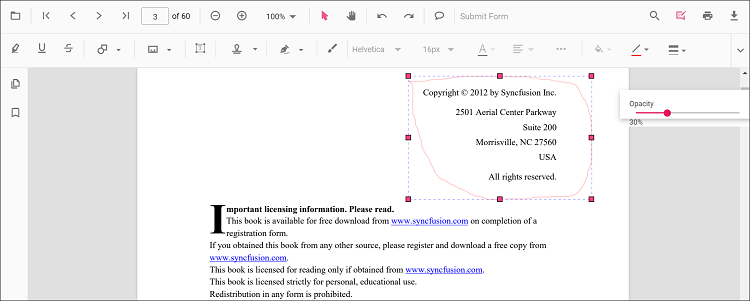 3 of 60 100% Submit Form
Helvetica 16px
Opacity
30%
Copyright © 2012 by Syncfusion Inc.
2501 Aerial Center Parkway
Suite 200
Morrisville, NC 27560
USA
All rights reserved.
Important licensing information. Please read.
This book is available for free download from www.syncfusion.com on completion of a
registration form.
If you obtained this book from any other source, please register and download a free copy from
www.syncfusion.com.
This book is licensed for reading only if obtained from www.syncfusion.com.
This book is licensed strictly for personal, educational use.
Redistribution in any form is prohibited.